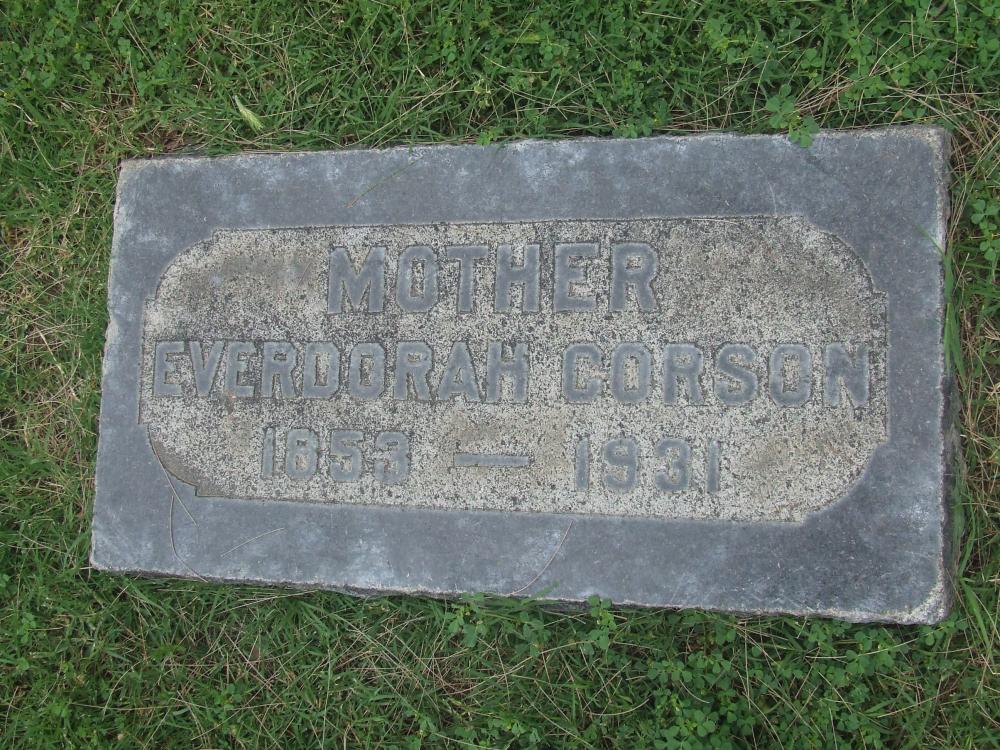 MOTHER
EVERDORAH CORSON
1853 — 1931